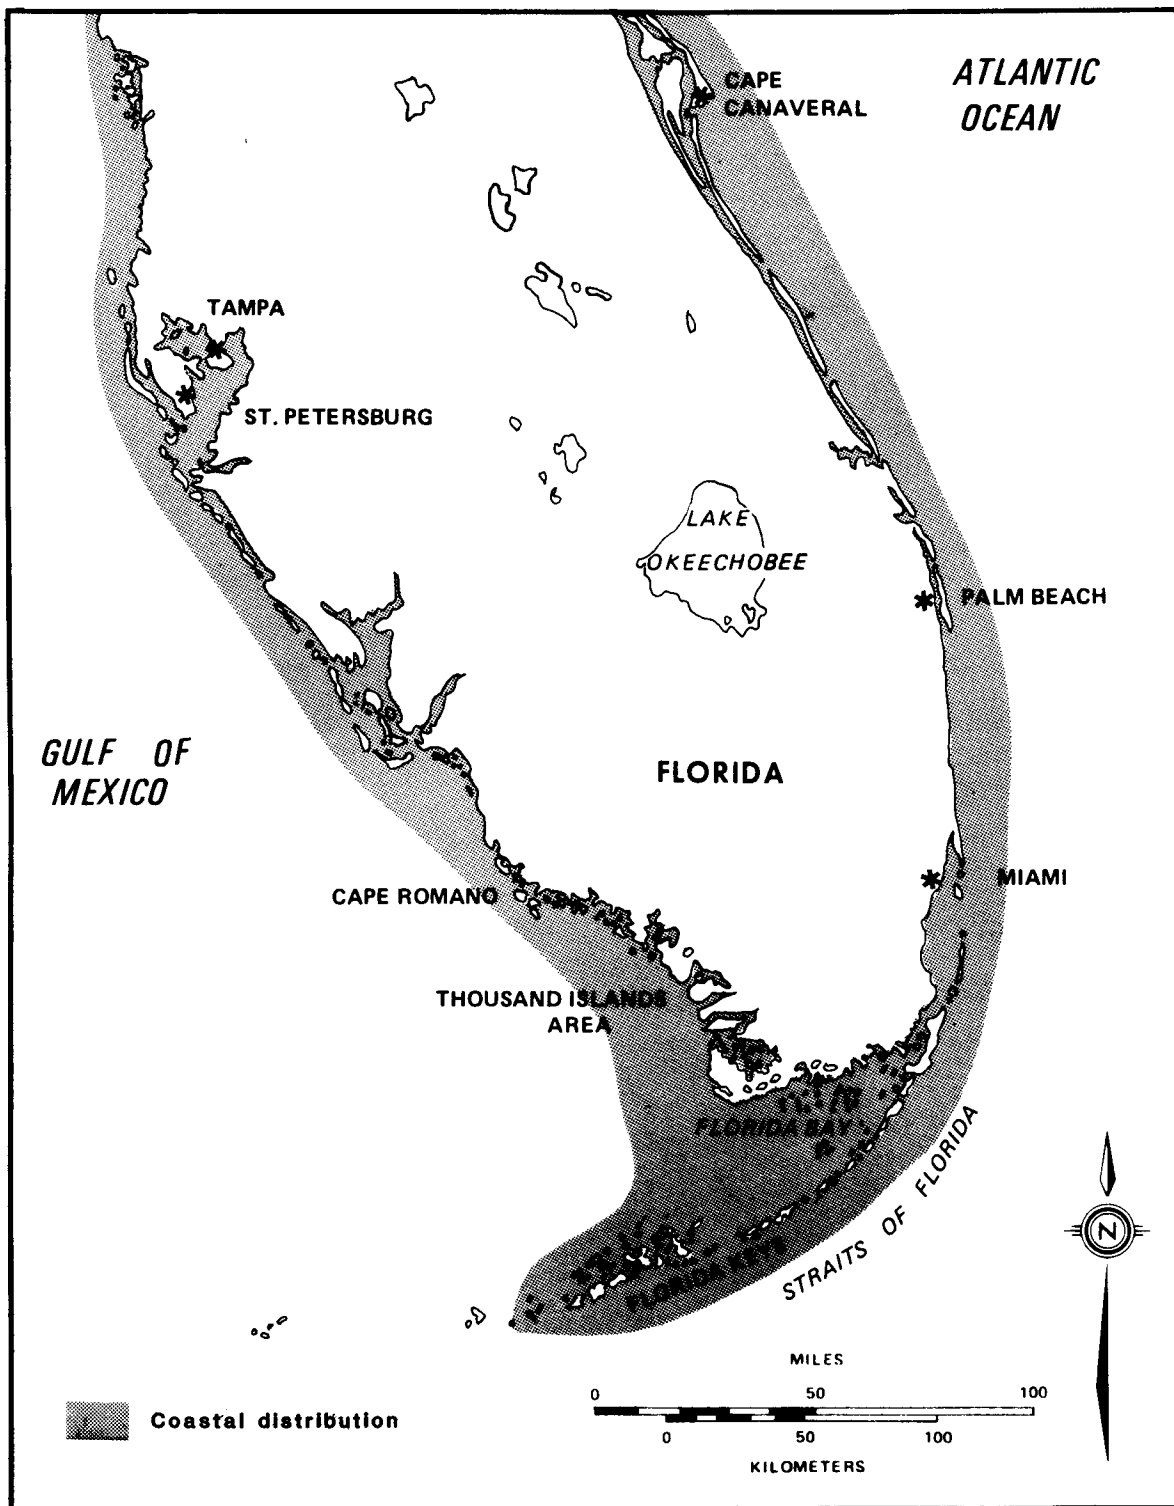 ATLANTIC
OCEAN
CAPE
CANAVERAL
TAMPA
ST. PETERSBURG
LAKE
OKEECHOBEE
PALM BEACH
GULF OF
MEXICO
FLORIDA
MIAMI
CAPE ROMANO
THOUSAND ISLANDS
AREA
FLORIDA BAY
STRAITS OF FLORIDA
FLORIDA KEYS
N
MILES
0 50 100
0 50 100
KILOMETERS
Coastal distribution